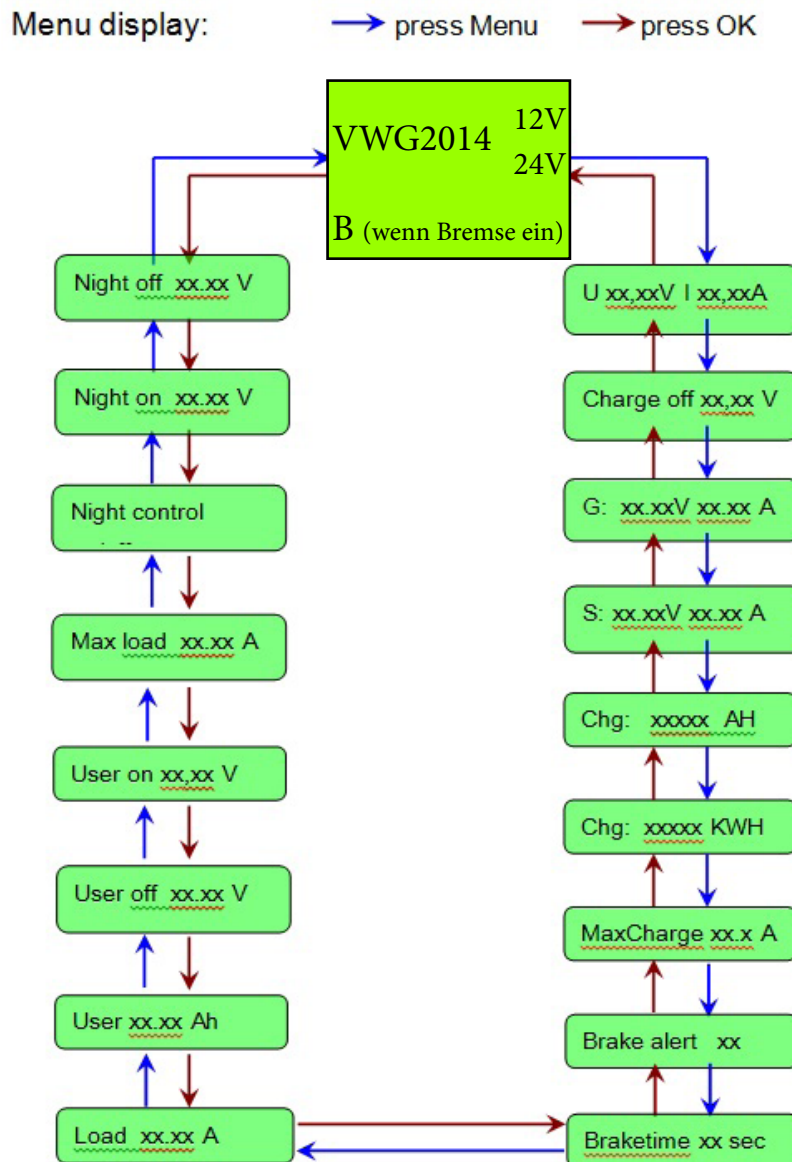 Menu display:
press Menu
press OK
VWG2014 12V
24V
B (wenn Bremse ein)
Night off xx.xx V
Night on xx.xx V
Night control
Max load xx.xx A
User on xx,xx V
User off xx.xx V
User xx.xx Ah
Load xx.xx A
U xx,xxV I xx,xxA
Charge off xx,xx V
G: xx.xxV xx.xx A
S: xx.xxV xx.xx A
Chg: xxxxx AH
Chg: xxxxx KWH
MaxCharge xx.x A
Brake alert xx
Braketime xx sec